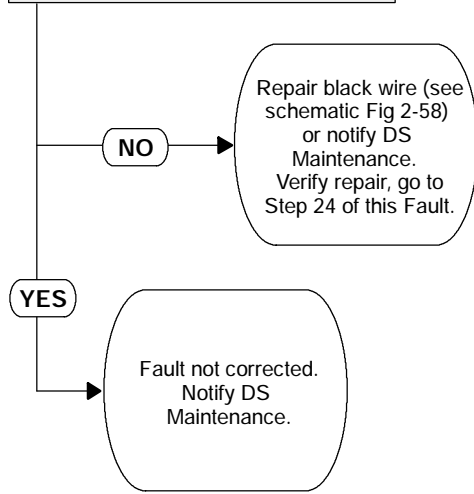 NO
Repair black wire (see
schematic Fig 2-58)
or notify DS
Maintenance.
Verify repair, go to
Step 24 of this Fault.
YES
Fault not corrected.
Notify DS
Maintenance.